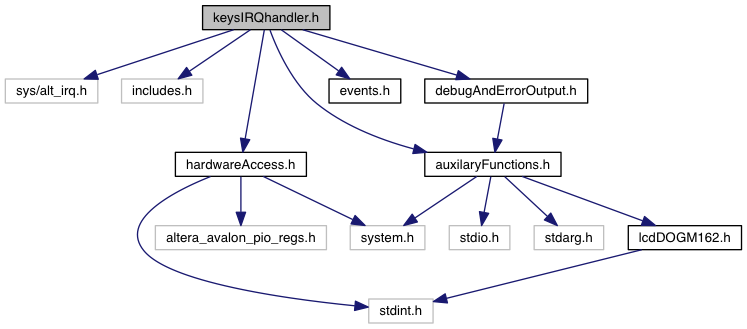 keysIRQhandler.h
sys/alt_irq.h
includes.h
events.h
debugAndErrorOutput.h
hardwareAccess.h
auxilaryFunctions.h
altera_avalon_pio_regs.h
system.h
stdio.h
stdarg.h
lcdDOGM162.h
stdint.h